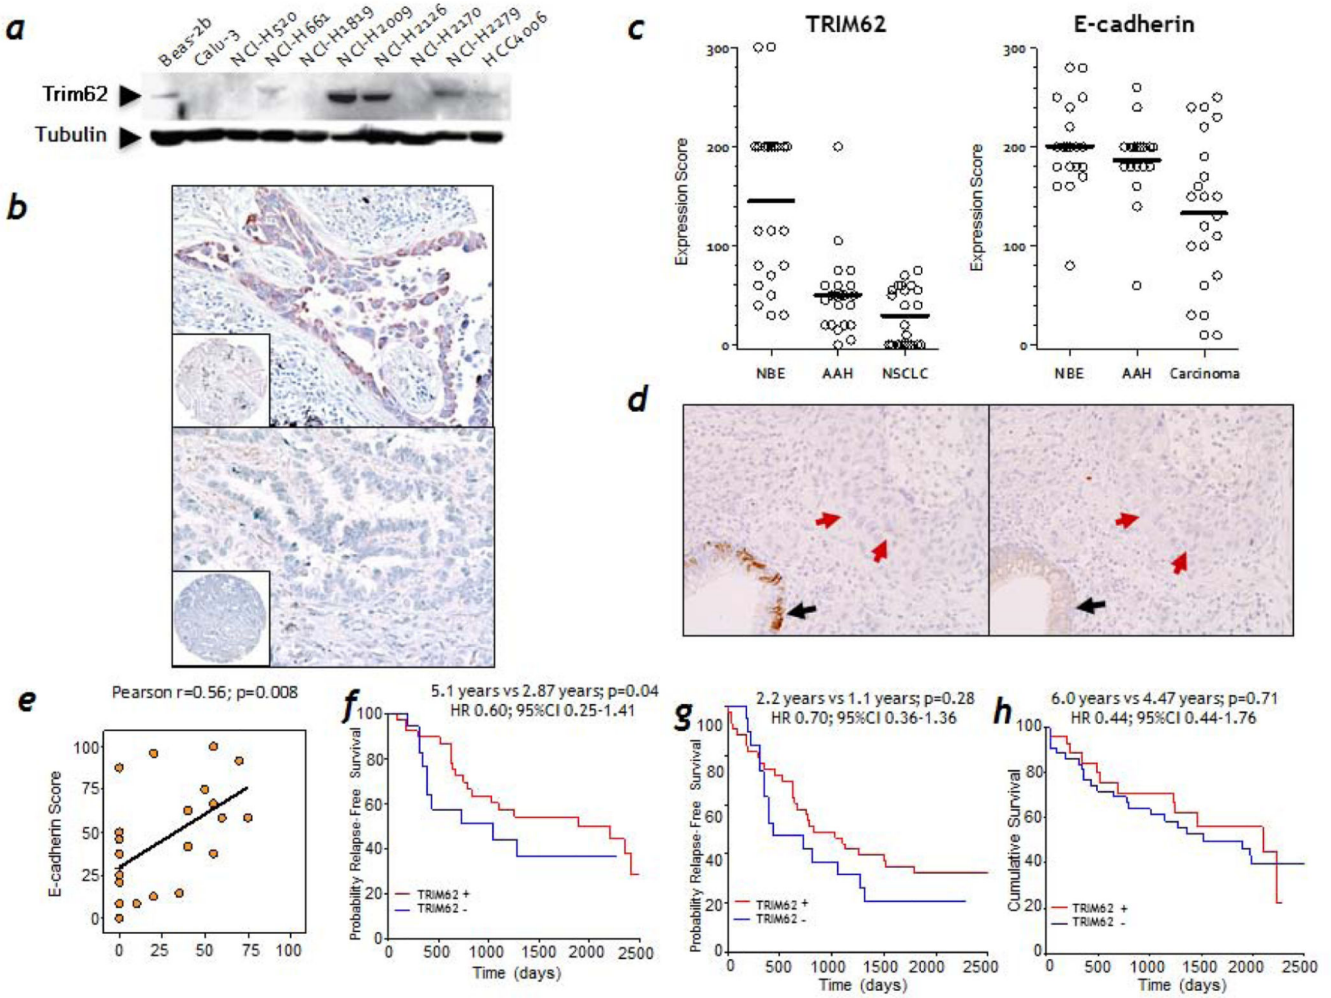 a
Beas-2b
Calu-3
NCI-H520
NCI-H661
NCI-H1819
NCI-H2009
NCI-H2126
NCI-H2170
NCI-H2279
HCC4006
Trim62
Tubulin
b
c
TRIM62
E-cadherin
Expression Score
300
200
100
0
NBE
AAH
NSCLC
Expression Score
300
200
100
0
NBE
AAH
Carcinoma
d
e
Pearson r=0.56; p=0.008
E-cadherin Score
100
75
50
25
0
0
25
50
75
100
f
5.1 years vs 2.87 years; p=0.04
HR 0.60; 95%CI 0.25-1.41
Probability Relapse-Free Survival
100
80
60
40
20
0
TRIM62 +
TRIM62 -
0
500
1000
1500
2000
2500
Time (days)
g
2.2 years vs 1.1 years; p=0.28
HR 0.70; 95%CI 0.36-1.36
Probability Relapse-Free Survival
100
80
60
40
20
0
TRIM62 +
TRIM62 -
0
500
1000
1500
2000
2500
Time (days)
h
6.0 years vs 4.47 years; p=0.71
HR 0.44; 95%CI 0.44-1.76
Cumulative Survival
100
80
60
40
20
0
TRIM62 +
TRIM62 -
0
500
1000
1500
2000
2500
Time (days)